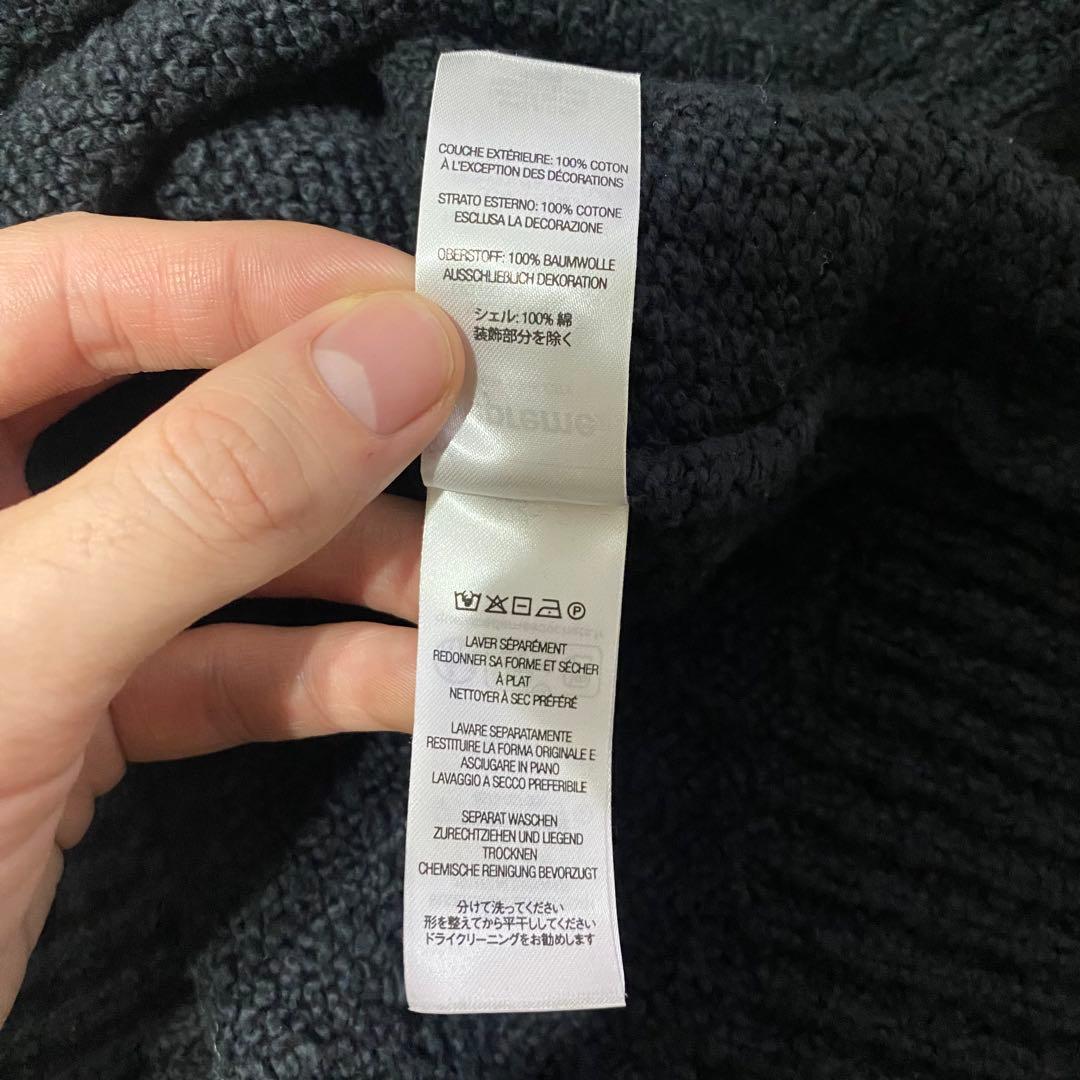 COUCHE EXTÉRIEURE: 100% COTON
À L'EXCEPTION DES DÉCORATIONS
STRATO ESTERNO: 100% COTONE
ESCLUSA LA DECORAZIONE
OBERSTOFF: 100% BAUMWOLLE
AUSSCHLIEBLICH DEKORATION
シェル: 100% 綿
装飾部分を除く
P
LAVER SÉPARÉMENT
REDONNER SA FORME ET SÉCHER
À PLAT
NETTOYER À SEC PRÉFÉRÉ
LAVARE SEPARATAMENTE
RESTITUIRE LA FORMA ORIGINALE E
ASCIUGARE IN PIANO
LAVAGGIO A SECCO PREFERIBILE
SEPARAT WASCHEN
ZURECHTZIEHEN UND LIEGEND
TROCKNEN
CHEMISCHE REINIGUNG BEVORZUGT
分けて洗ってください
形を整えてから平干ししてください
ドライクリーニングをお勧めします